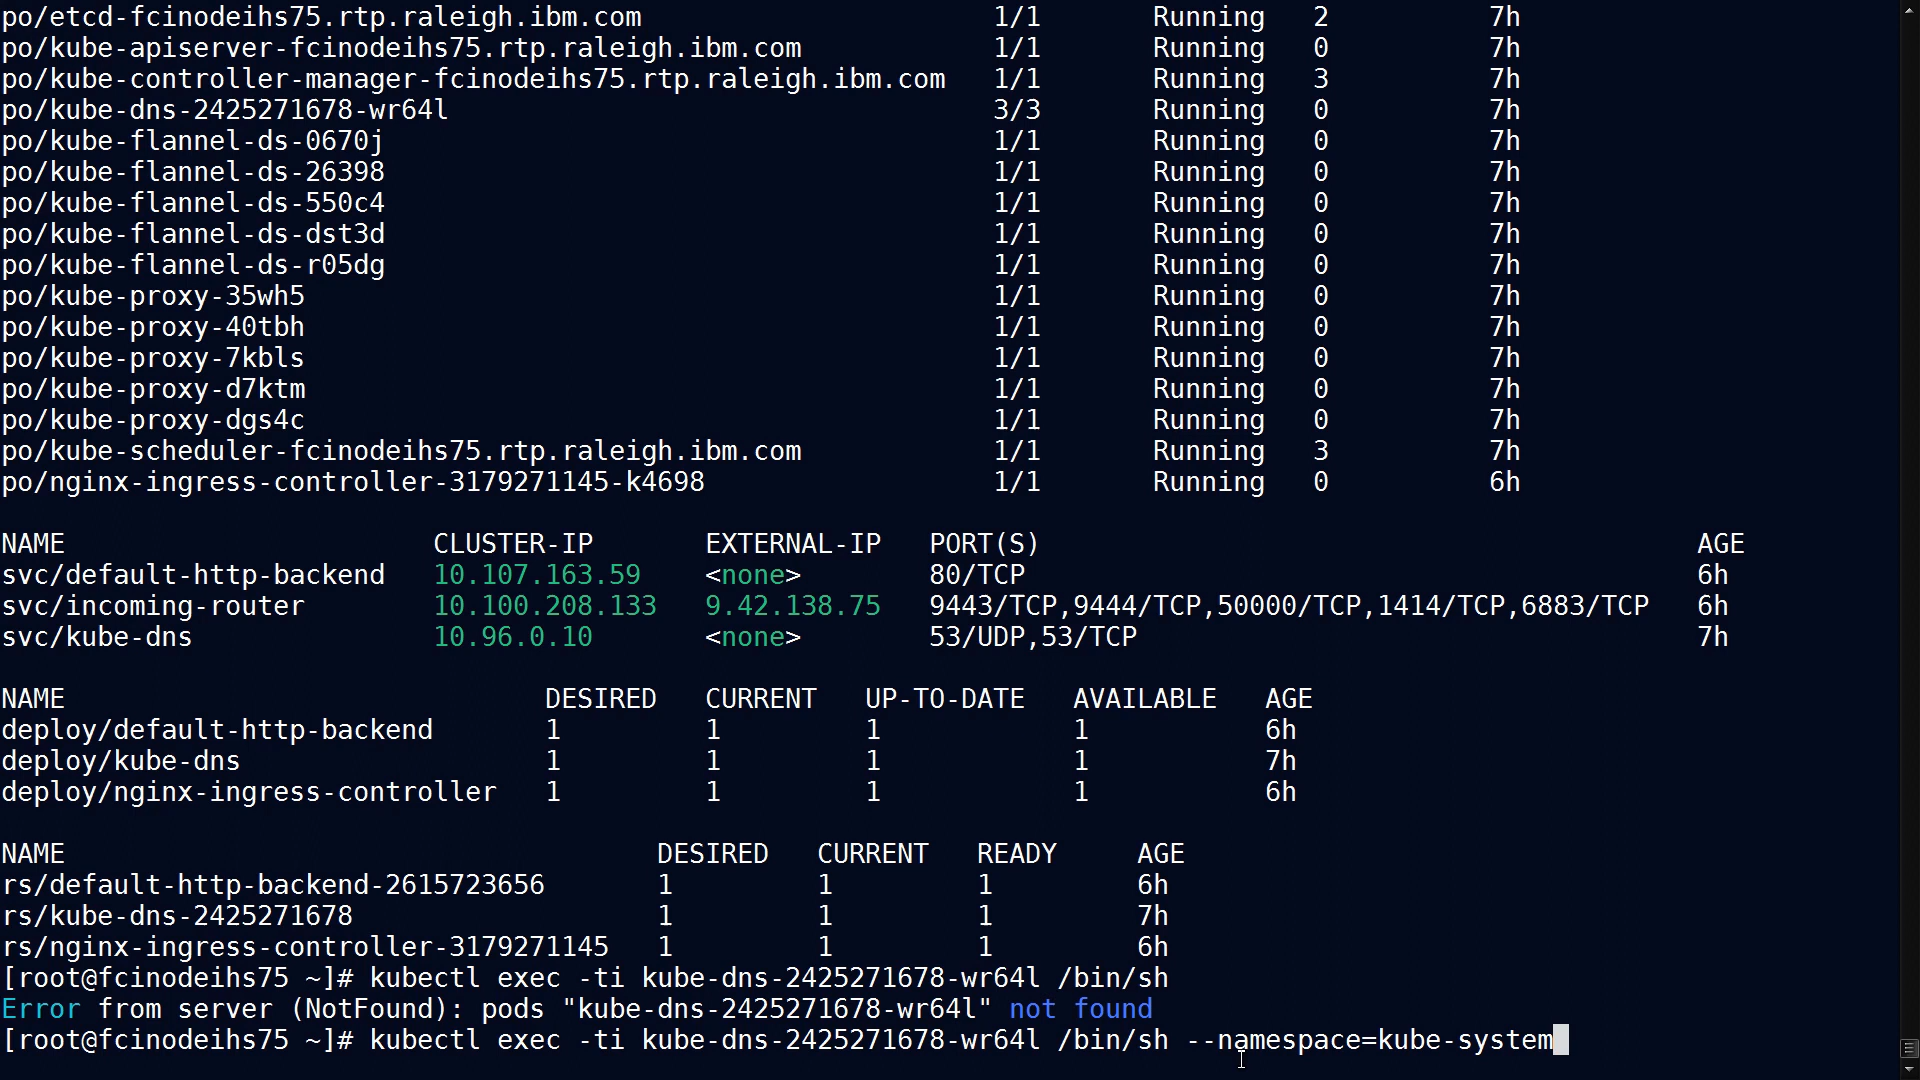 po/etcd-fcinodeihs75.rtp.raleigh.ibm.com 1/1 Running 2 7h
po/kube-apiserver-fcinodeihs75.rtp.raleigh.ibm.com 1/1 Running 0 7h
po/kube-controller-manager-fcinodeihs75.rtp.raleigh.ibm.com 1/1 Running 3 7h
po/kube-dns-2425271678-wr64l 3/3 Running 0 7h
po/kube-flannel-ds-0670j 1/1 Running 0 7h
po/kube-flannel-ds-26398 1/1 Running 0 7h
po/kube-flannel-ds-550c4 1/1 Running 0 7h
po/kube-flannel-ds-dst3d 1/1 Running 0 7h
po/kube-flannel-ds-r05dg 1/1 Running 0 7h
po/kube-proxy-35wh5 1/1 Running 0 7h
po/kube-proxy-40tbh 1/1 Running 0 7h
po/kube-proxy-7kbls 1/1 Running 0 7h
po/kube-proxy-d7ktm 1/1 Running 0 7h
po/kube-proxy-dgs4c 1/1 Running 0 7h
po/kube-scheduler-fcinodeihs75.rtp.raleigh.ibm.com 1/1 Running 3 7h
po/nginx-ingress-controller-3179271145-k4698 1/1 Running 0 6h
NAME CLUSTER-IP EXTERNAL-IP PORT(S) AGE
svc/default-http-backend 10.107.163.59 <none> 80/TCP 6h
svc/incoming-router 10.100.208.133 9.42.138.75 9443/TCP,9444/TCP,50000/TCP,1414/TCP,6883/TCP 6h
svc/kube-dns 10.96.0.10 <none> 53/UDP,53/TCP 7h
NAME DESIRED CURRENT UP-TO-DATE AVAILABLE AGE
deploy/default-http-backend 1 1 1 1 6h
deploy/kube-dns 1 1 1 1 7h
deploy/nginx-ingress-controller 1 1 1 1 6h
NAME DESIRED CURRENT READY AGE
rs/default-http-backend-2615723656 1 1 1 6h
rs/kube-dns-2425271678 1 1 1 7h
rs/nginx-ingress-controller-3179271145 1 1 1 6h
[root@fcinodeihs75 ~]# kubectl exec -ti kube-dns-2425271678-wr64l /bin/sh
Error from server (NotFound): pods "kube-dns-2425271678-wr64l" not found
[root@fcinodeihs75 ~]# kubectl exec -ti kube-dns-2425271678-wr64l /bin/sh --namespace=kube-system